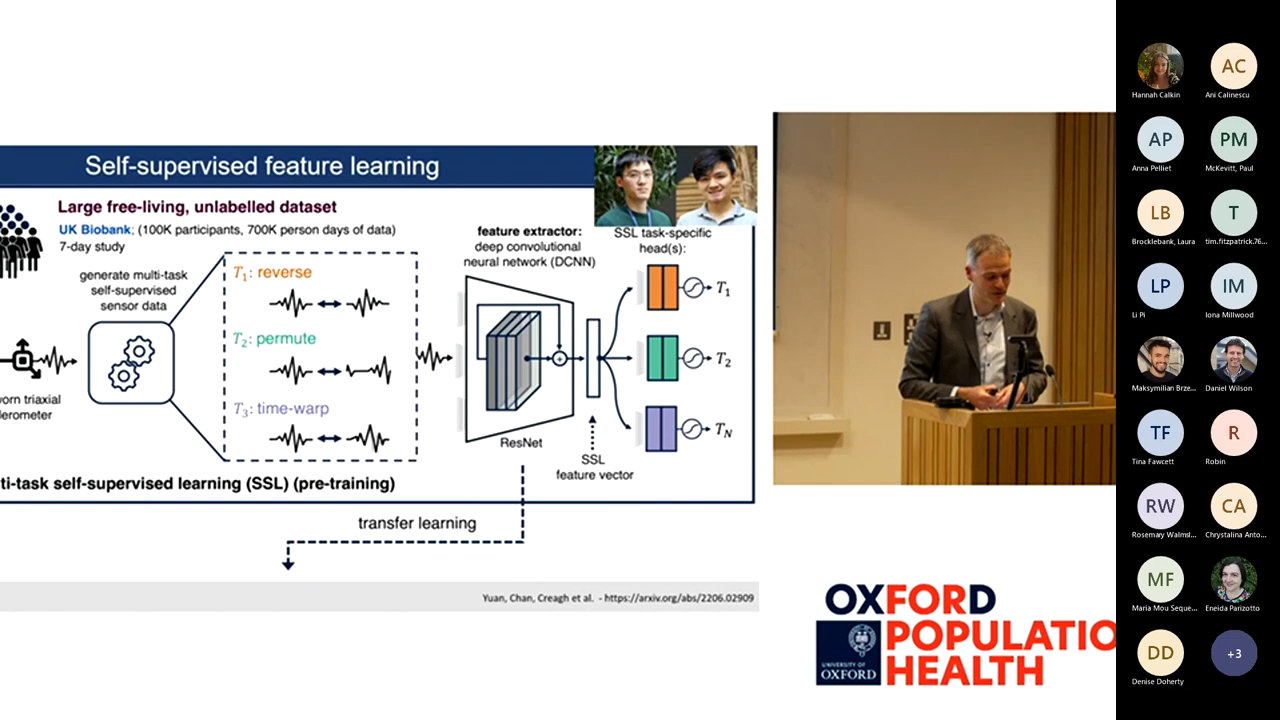 Self-supervised feature learning
Large free-living, unlabelled dataset
UK Biobank; (100K participants, 700K person days of data)
7-day study
generate multi-task
self-supervised
sensor data
T1: reverse
T2: permute
T3: time-warp
worn triaxial
lerometer
feature extractor:
deep convolutional
neural network (DCNN)
ResNet
SSL task-specific
head(s):
T1
T2
TN
SSL
feature vector
ti-task self-supervised learning (SSL) (pre-training)
transfer learning
Yuan, Chan, Creagh et al. - https://arxiv.org/abs/2206.02909
OXFORD
POPULATIO
HEALTH
UNIVERSITY OF
OXFORD
Hannah Calkin
AC
Ani Calinescu
AP
Anna Pelliet
PM
McKevitt, Paul
LB
Brocklebank, Laura
T
tim.fitzpatrick.76...
LP
Li Pi
IM
Iona Millwood
Maksymilian Brze...
Daniel Wilson
TF
Tina Fawcett
R
Robin
RW
Rosemary Walmsl...
CA
Chrystalina Anto...
MF
Maria Mou Seque...
Eneida Parizotto
DD
Denise Doherty
+3